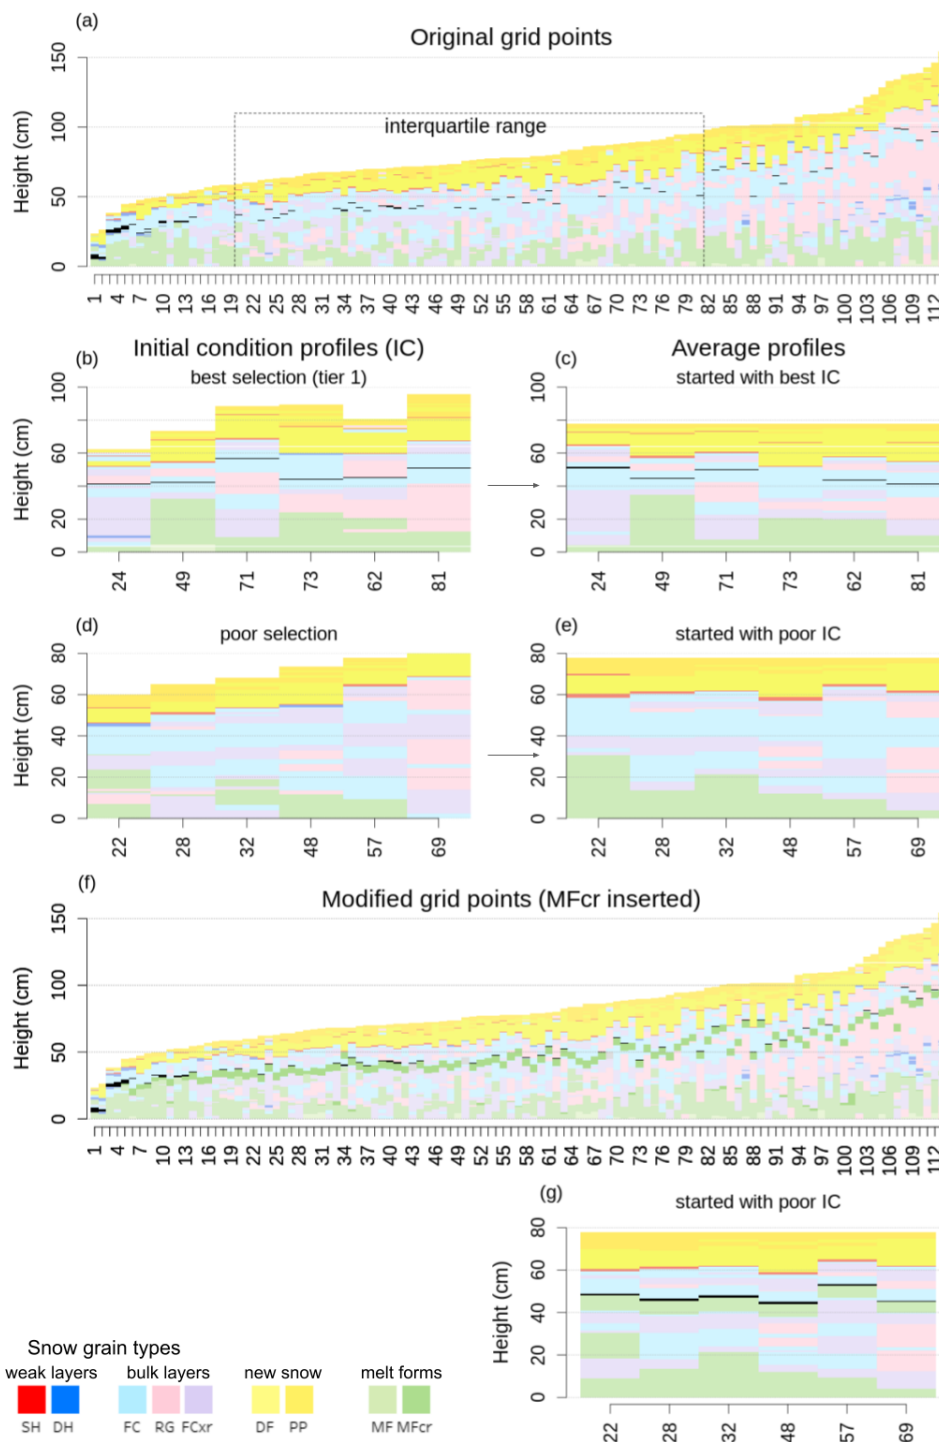 (a)
Original grid points
interquartile range
Height (cm)
150
100
50
0
1 4 7 10 13 16 19 22 25 28 31 34 37 40 43 46 49 52 55 58 61 64 67 70 73 76 79 82 85 88 91 94 97 100 103 106 109 112
(b)
Initial condition profiles (IC)
best selection (tier 1)
Height (cm)
100
60
20
0
24 49 71 73 62 81
(c)
Average profiles
started with best IC
100
60
20
0
24 49 71 73 62 81
(d)
poor selection
Height (cm)
80
60
40
20
0
22 28 32 48 57 69
(e)
started with poor IC
80
60
40
20
0
22 28 32 48 57 69
(f)
Modified grid points (MFcr inserted)
Height (cm)
150
100
50
0
1 4 7 10 13 16 19 22 25 28 31 34 37 40 43 46 49 52 55 58 61 64 67 70 73 76 79 82 85 88 91 94 97 100 103 106 109 112
(g)
started with poor IC
Height (cm)
80
60
40
20
0
22 28 32 48 57 69
Snow grain types
weak layers bulk layers new snow melt forms
SH DH FC RG FCxr DF PP MF MFcr